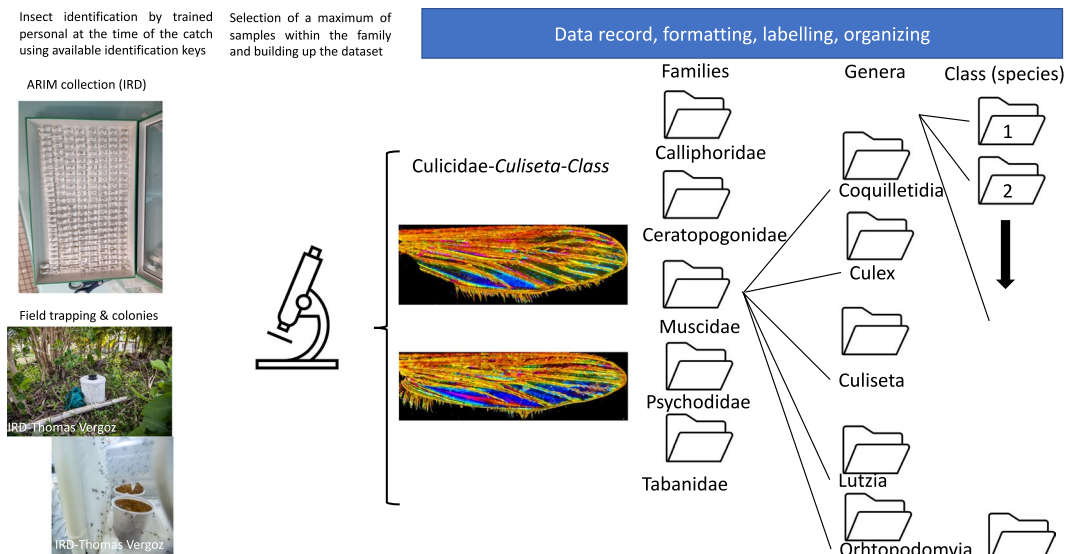 Insect identification by trained
personal at the time of the catch
using available identification keys
Selection of a maximum of
samples within the family
and building up the dataset
Data record, formatting, labelling, organizing
ARIM collection (IRD)
Field trapping & colonies
IRD-Thomas Vergoz
IRD-Thomas Vergoz
Culicidae-Culiseta-Class
Families
Calliphoridae
Ceratopogonidae
Muscidae
Psychodidae
Tabanidae
Genera
Coquilletidia
Culex
Culiseta
Lutzia
Orhtopodomyia
Class (species)
1
2